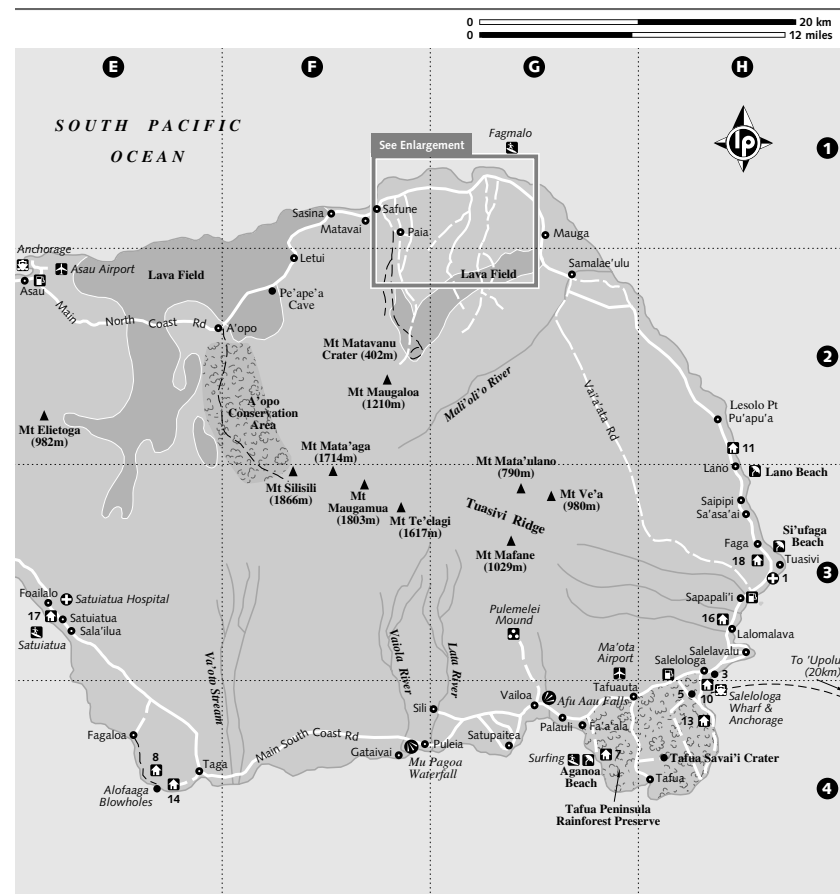 0 20 km
0 12 miles
E
F
G
H
SOUTH PACIFIC
OCEAN
lp
1
See Enlargement
Fagmalo
Sasina
Safune
Matavai
Paia
Mauga
Anchorage
Asau Airport
Lava Field
Letui
Lava Field
Samalae'ulu
Asau
Pe'ape'a
Cave
Main North Coast Rd
A'opo
Mt Matavanu
Crater (402m)
2
Mt Maugaloa
(1210m)
Mali'oli'o River
Vai'a'ata Rd
Mt Elietoga
(982m)
A'opo
Conservation
Area
Lesolo Pt
Pu'apu'a
11
Mt Mata'aga
(1714m)
Mt Mata'ulano
(790m)
Lano
Lano Beach
Mt Silisili
(1866m)
Mt
Maugamua
(1803m)
Mt Ve'a
(980m)
Saipipi
Sa'asa'ai
Mt Te'elagi
(1617m)
Tuasivi Ridge
Si'ufaga
Beach
Mt Mafane
(1029m)
Faga
18
Tuasivi
3
1
Foailalo
Satuiatua Hospital
17
Satuiatua
Sala'ilua
Satuiatua
Pulemelei
Mound
Sapapali'i
16
Lalomalava
Va'oto Stream
Vaiola River
Lata River
Ma'ota
Airport
Salelologa
Salelavalu
3
To 'Upolu
(20km)
Sili
Vailoa
Afu Aau Falls
Tafuauta
5
10
Salelologa
Wharf &
Anchorage
13
Palauli
Fa'a'ala
Fagaloa
Main South Coast Rd
Satupaitea
Puleia
Gataivai
Mu Pagoa
Waterfall
Surfing
7
Aganoa
Beach
Tafua Savai'i Crater
Taga
8
Alofaaga
Blowholes
14
Tafua
4
Tafua Peninsula
Rainforest Preserve